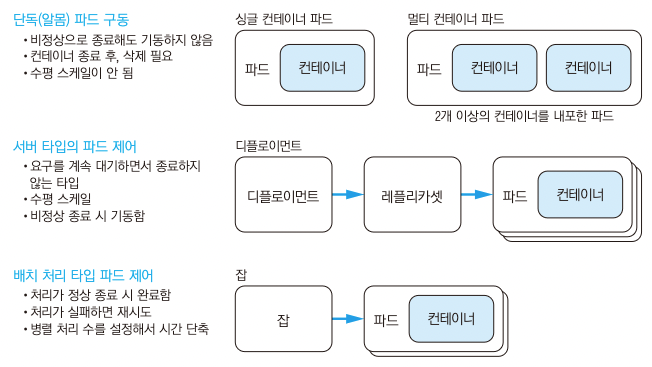 단독(알몸) 파드 구동
• 비정상으로 종료해도 기동하지 않음
• 컨테이너 종료 후, 삭제 필요
• 수평 스케일이 안 됨
싱글 컨테이너 파드
파드
컨테이너
멀티 컨테이너 파드
파드
컨테이너
컨테이너
2개 이상의 컨테이너를 내포한 파드
서버 타입의 파드 제어
• 요구를 계속 대기하면서 종료하지
않는 타입
• 수평 스케일
• 비정상 종료 시 기동함
디플로이먼트
디플로이먼트
레플리카셋
파드
컨테이너
배치 처리 타입 파드 제어
• 처리가 정상 종료 시 완료함
• 처리가 실패하면 재시도
• 병렬 처리 수를 설정해서 시간 단축
잡
잡
파드
컨테이너